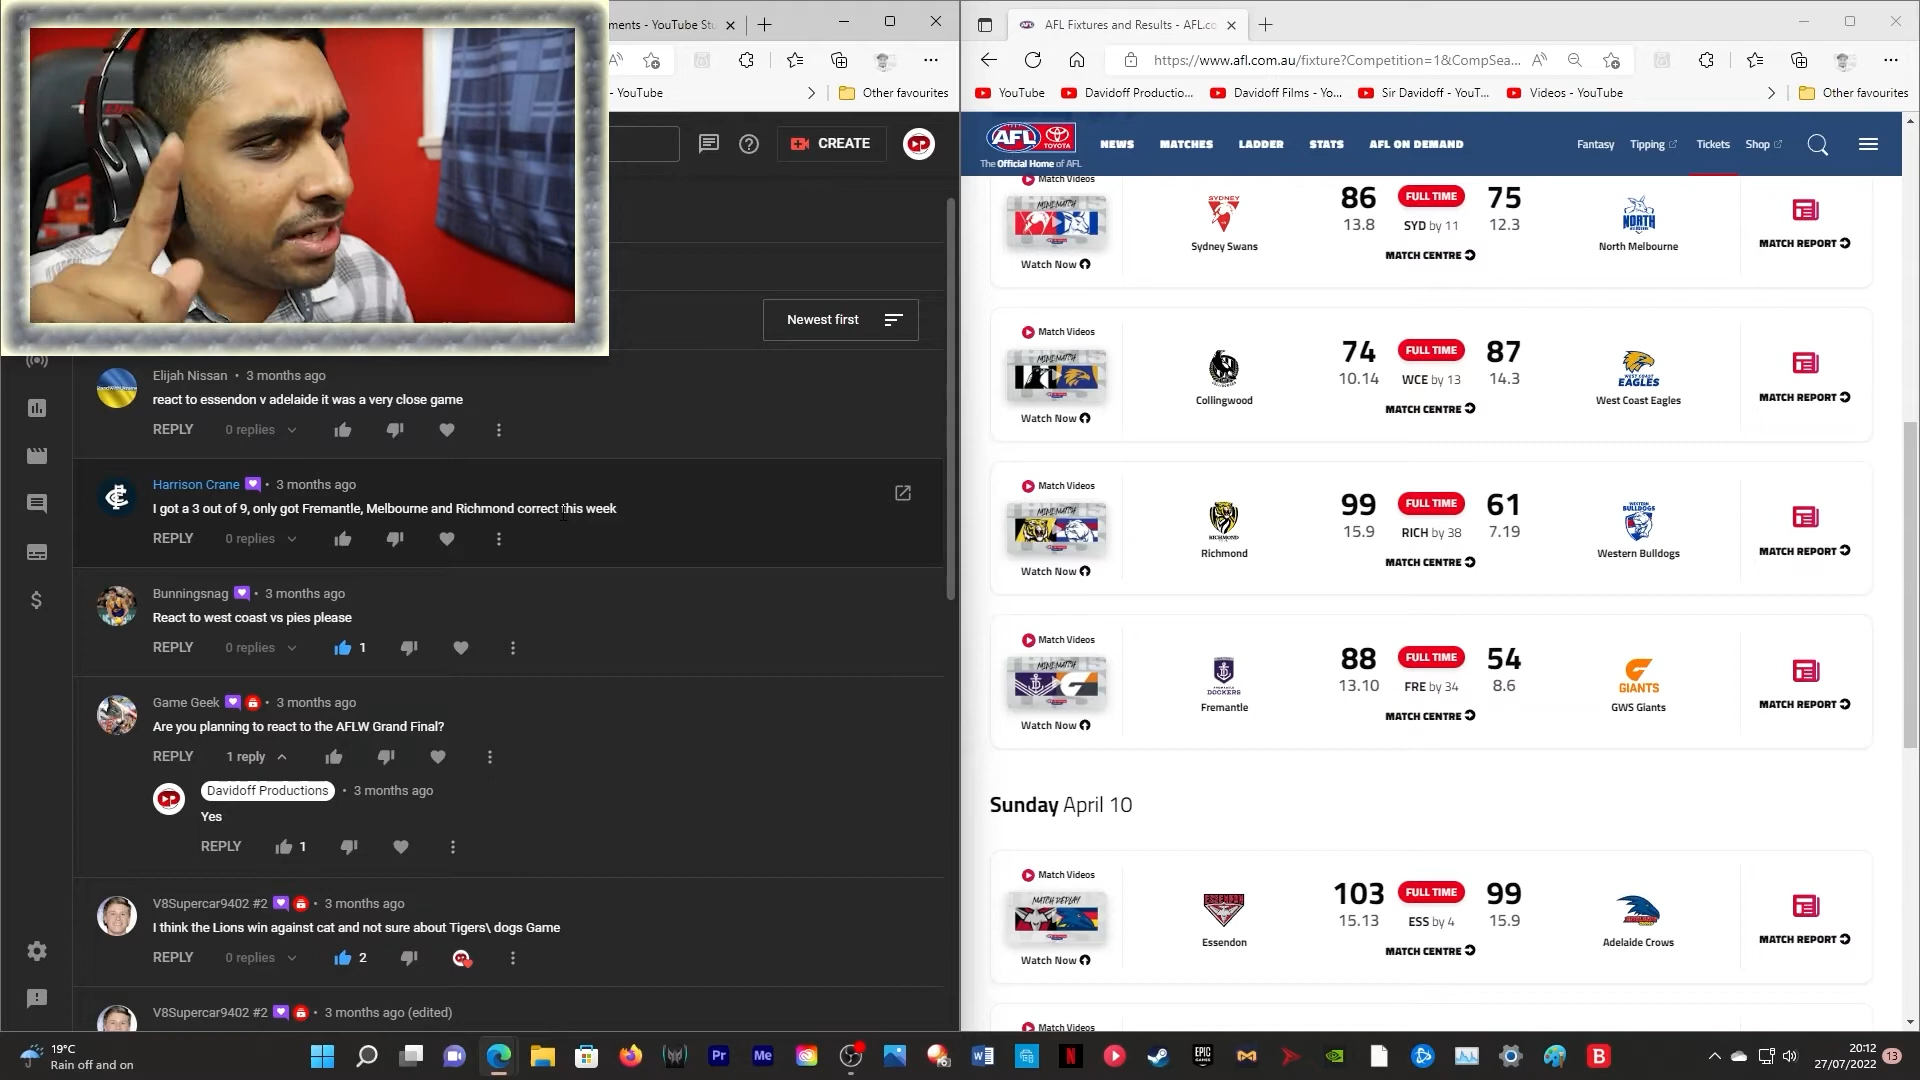 ments - YouTube Stu
- YouTube
Other favourites
CREATE
Newest first
Elijah Nissan • 3 months ago
react to essendon v adelaide it was a very close game
REPLY 0 replies
Harrison Crane • 3 months ago
I got a 3 out of 9, only got Fremantle, Melbourne and Richmond correct this week
REPLY 0 replies
Bunningsnag • 3 months ago
React to west coast vs pies please
REPLY 0 replies 1
Game Geek • 3 months ago
Are you planning to react to the AFLW Grand Final?
REPLY 1 reply
Davidoff Productions • 3 months ago
Yes
REPLY 1
V8Supercar9402 #2 • 3 months ago
I think the Lions win against cat and not sure about Tigers\ dogs Game
REPLY 0 replies 2
V8Supercar9402 #2 • 3 months ago (edited)
AFL Fixtures and Results - AFL.co
https://www.afl.com.au/fixture?Competition=1&CompSea...
YouTube Davidoff Productio... Davidoff Films - Yo... Sir Davidoff - YouT... Videos - YouTube Other favourites
AFL TOYOTA
The Official Home of AFL
NEWS MATCHES LADDER STATS AFL ON DEMAND Fantasy Tipping Tickets Shop
Match Videos
MINI MATCH
Watch Now
Sydney Swans
86 FULL TIME 75
13.8 SYD by 11 12.3
MATCH CENTRE
North Melbourne
MATCH REPORT
Match Videos
MINI MATCH
Watch Now
Collingwood
74 FULL TIME 87
10.14 WCE by 13 14.3
MATCH CENTRE
West Coast Eagles
MATCH REPORT
Match Videos
MINI MATCH
Watch Now
Richmond
99 FULL TIME 61
15.9 RICH by 38 7.19
MATCH CENTRE
Western Bulldogs
MATCH REPORT
Match Videos
MINI MATCH
Watch Now
Fremantle
88 FULL TIME 54
13.10 FRE by 34 8.6
MATCH CENTRE
GWS Giants
MATCH REPORT
Sunday April 10
Match Videos
MATCH REPLAY
Watch Now
Essendon
103 FULL TIME 99
15.13 ESS by 4 15.9
MATCH CENTRE
Adelaide Crows
MATCH REPORT
Match Videos
19°C
Rain off and on
20:12
27/07/2022
13